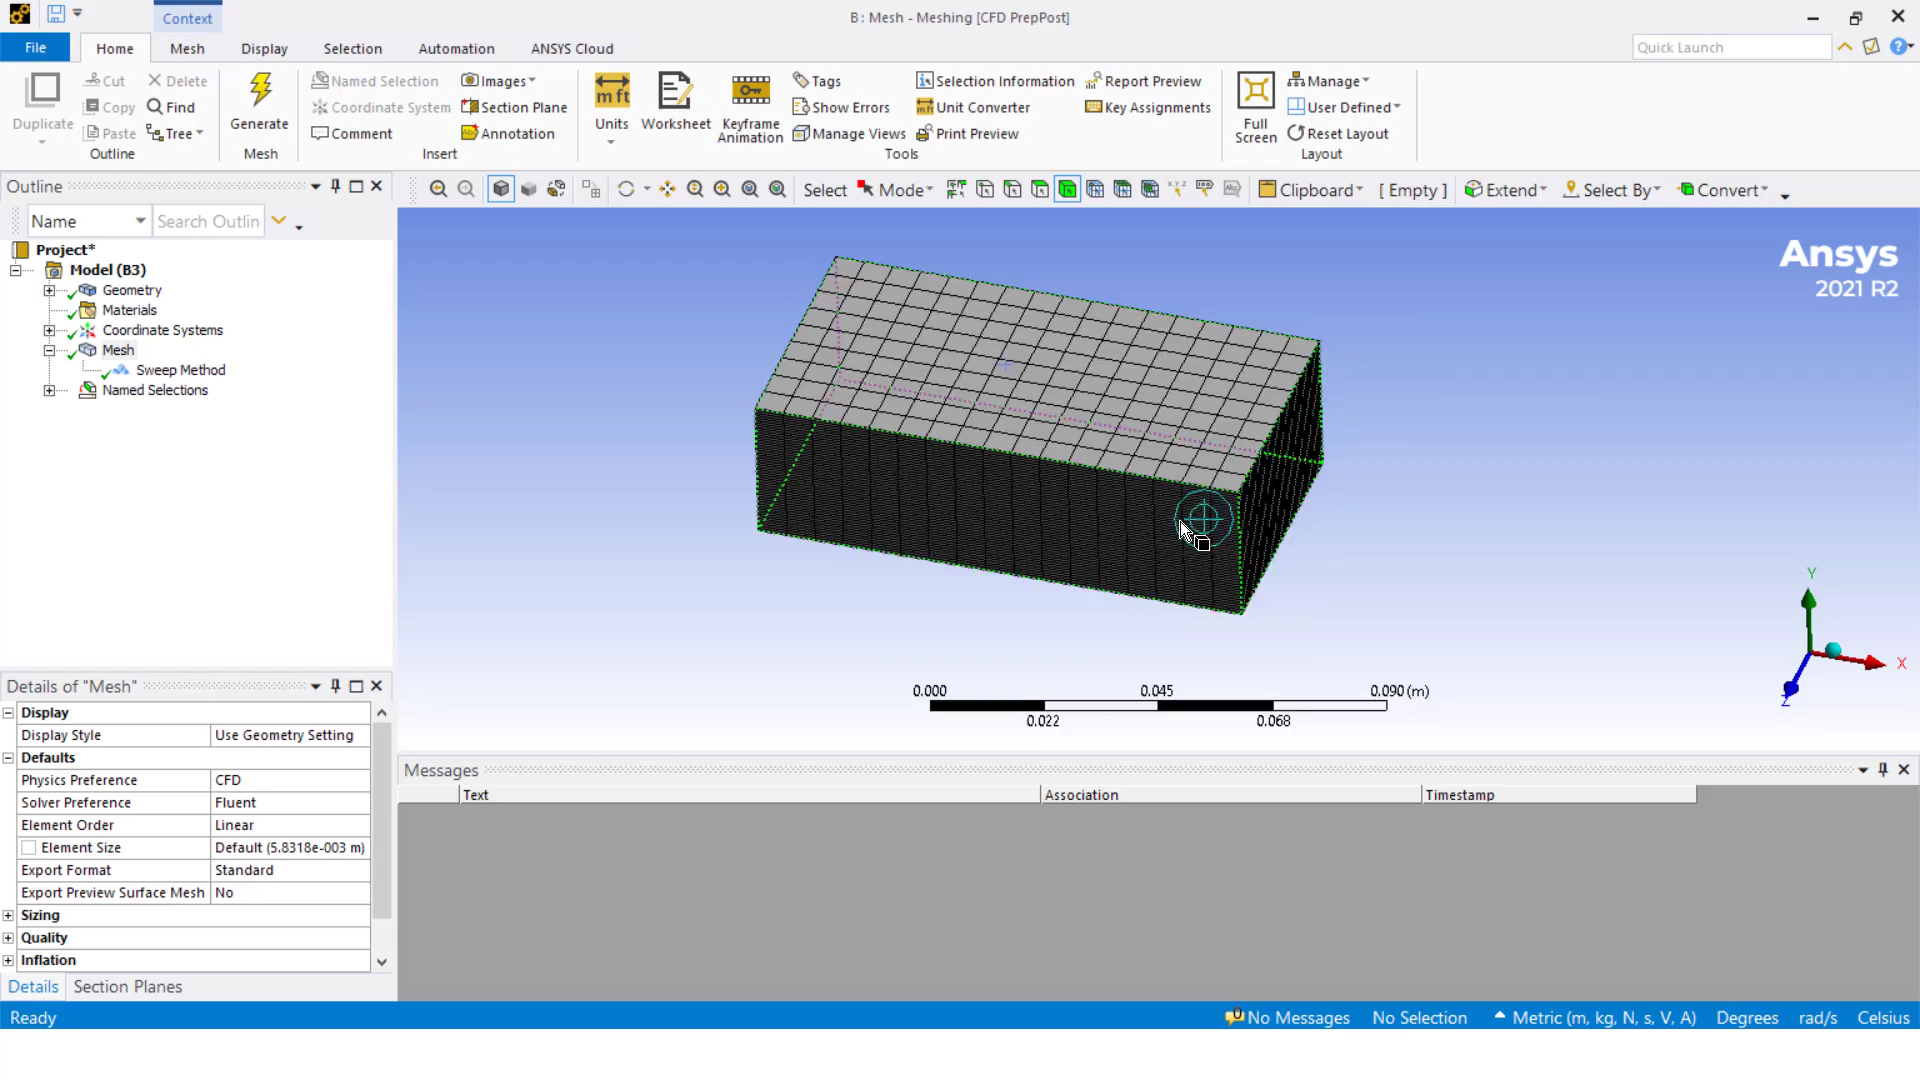 Context
B : Mesh - Meshing [CFD PrepPost]
File
Home
Mesh
Display
Selection
Automation
ANSYS Cloud
Quick Launch
Duplicate
Cut
Copy
Paste
Delete
Find
Tree
Outline
Generate
Mesh
Named Selection
Coordinate System
Comment
Images
Section Plane
Annotation
Insert
Units
Worksheet
Keyframe
Animation
Tags
Show Errors
Manage Views
Selection Information
Unit Converter
Print Preview
Report Preview
Key Assignments
Tools
Full
Screen
Manage
User Defined
Reset Layout
Layout
Outline
Select
Mode
Clipboard
[ Empty ]
Extend
Select By
Convert
Name
Search Outlin
Project*
Model (B3)
Geometry
Materials
Coordinate Systems
Mesh
Sweep Method
Named Selections
Ansys
2021 R2
Y
X
Z
0.000
0.045
0.090 (m)
0.022
0.068
Details of "Mesh"
Display
Display Style Use Geometry Setting
Defaults
Physics Preference CFD
Solver Preference Fluent
Element Order Linear
Element Size Default (5.8318e-003 m)
Export Format Standard
Export Preview Surface Mesh No
Sizing
Quality
Inflation
Details
Section Planes
Messages
Text
Association
Timestamp
Ready
No Messages
No Selection
Metric (m, kg, N, s, V, A)
Degrees
rad/s
Celsius